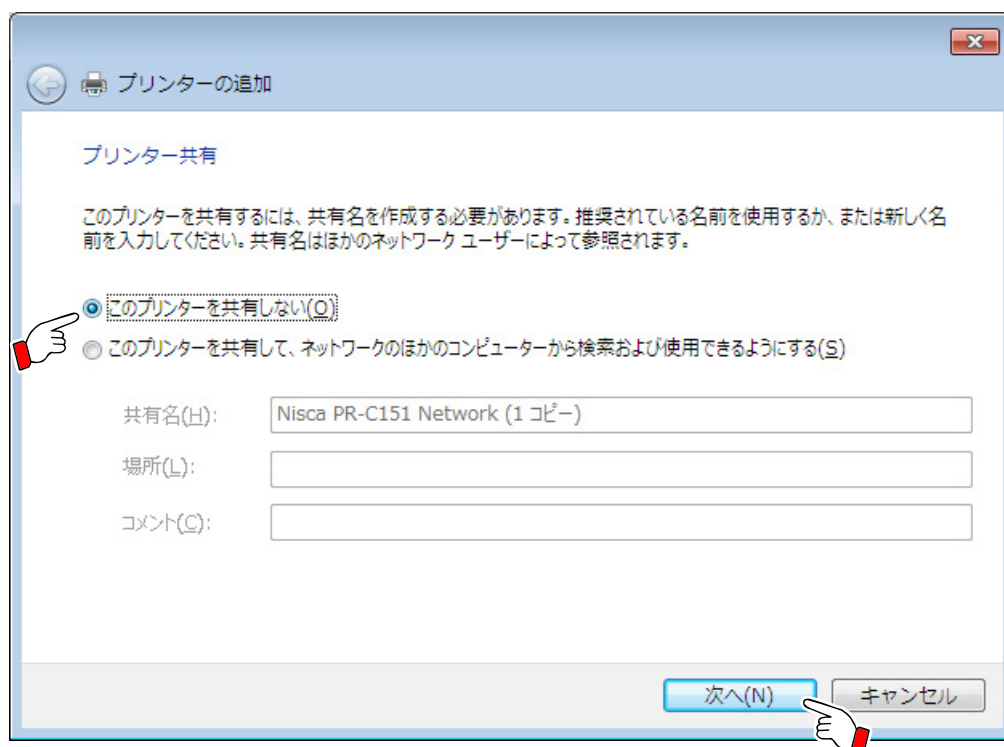 プリンターの追加
プリンター共有
このプリンターを共有するには、共有名を作成する必要があります。推奨されている名前を使用するか、または新しく名
前を入力してください。共有名はほかのネットワーク ユーザーによって参照されます。
このプリンターを共有しない(O)
このプリンターを共有して、ネットワークのほかのコンピューターから検索および使用できるようにする(S)
共有名(H): Nisca PR-C151 Network (1 コピー)
場所(L):
コメント(C):
次へ(N) キャンセル